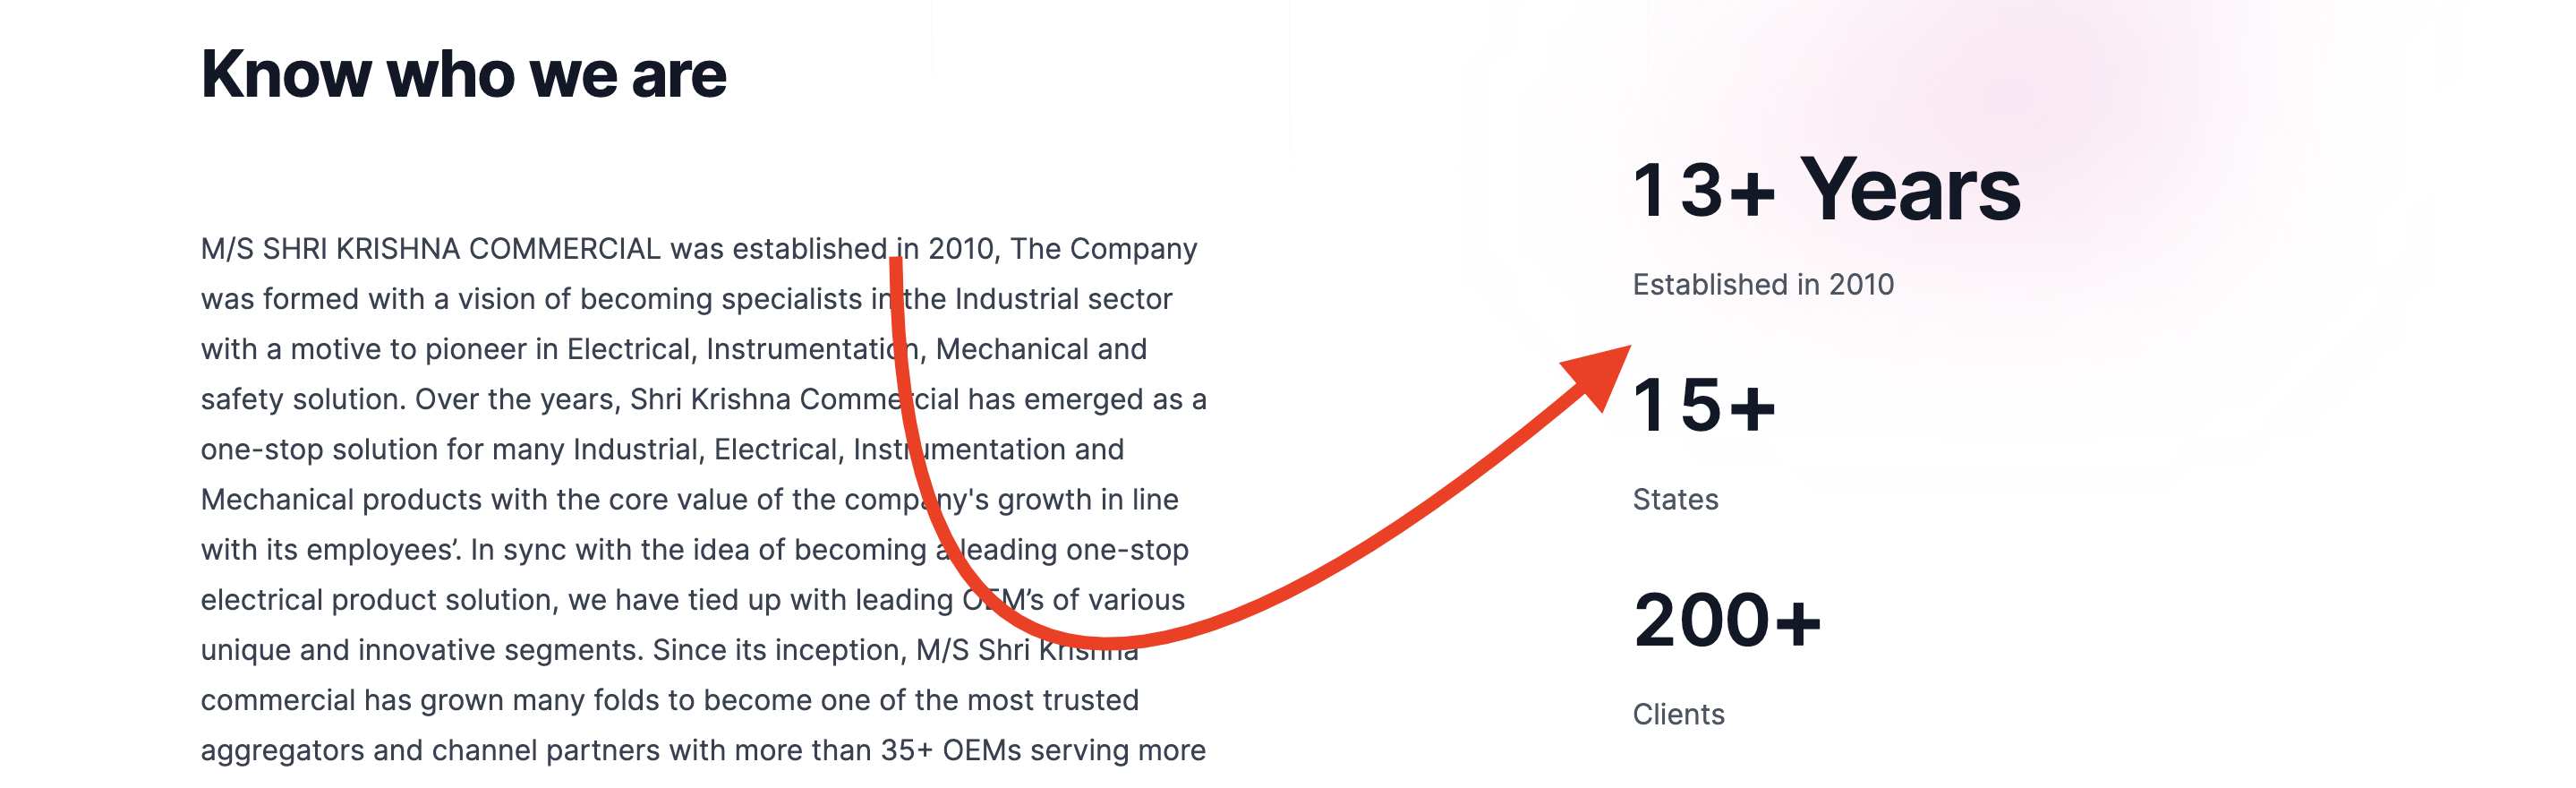 Know who we are
M/S SHRI KRISHNA COMMERCIAL was established in 2010, The Company
was formed with a vision of becoming specialists in the Industrial sector
with a motive to pioneer in Electrical, Instrumentation, Mechanical and
safety solution. Over the years, Shri Krishna Commercial has emerged as a
one-stop solution for many Industrial, Electrical, Instrumentation and
Mechanical products with the core value of the company's growth in line
with its employees’. In sync with the idea of becoming a leading one-stop
electrical product solution, we have tied up with leading OEM’s of various
unique and innovative segments. Since its inception, M/S Shri Krishna
commercial has grown many folds to become one of the most trusted
aggregators and channel partners with more than 35+ OEMs serving more
13+ Years
Established in 2010
15+
States
200+
Clients